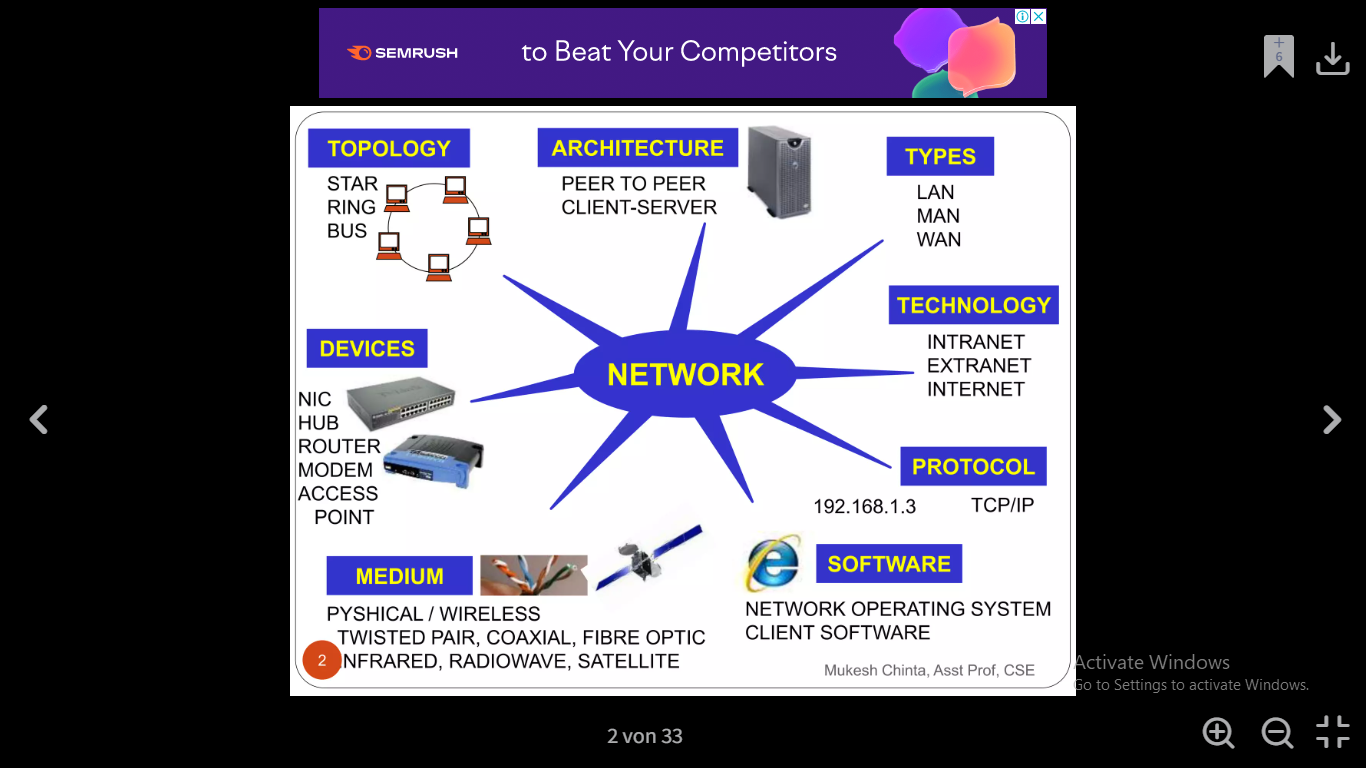 SEMRUSH
to Beat Your Competitors
+
6
TOPOLOGY
STAR
RING
BUS
ARCHITECTURE
PEER TO PEER
CLIENT-SERVER
TYPES
LAN
MAN
WAN
TECHNOLOGY
INTRANET
EXTRANET
INTERNET
DEVICES
NIC
HUB
ROUTER
MODEM
ACCESS
POINT
NETWORK
PROTOCOL
192.168.1.3 TCP/IP
MEDIUM
PYSHICAL / WIRELESS
TWISTED PAIR, COAXIAL, FIBRE OPTIC
INFRARED, RADIOWAVE, SATELLITE
SOFTWARE
NETWORK OPERATING SYSTEM
CLIENT SOFTWARE
2
Mukesh Chinta, Asst Prof, CSE
Activate Windows
Go to Settings to activate Windows.
2 von 33